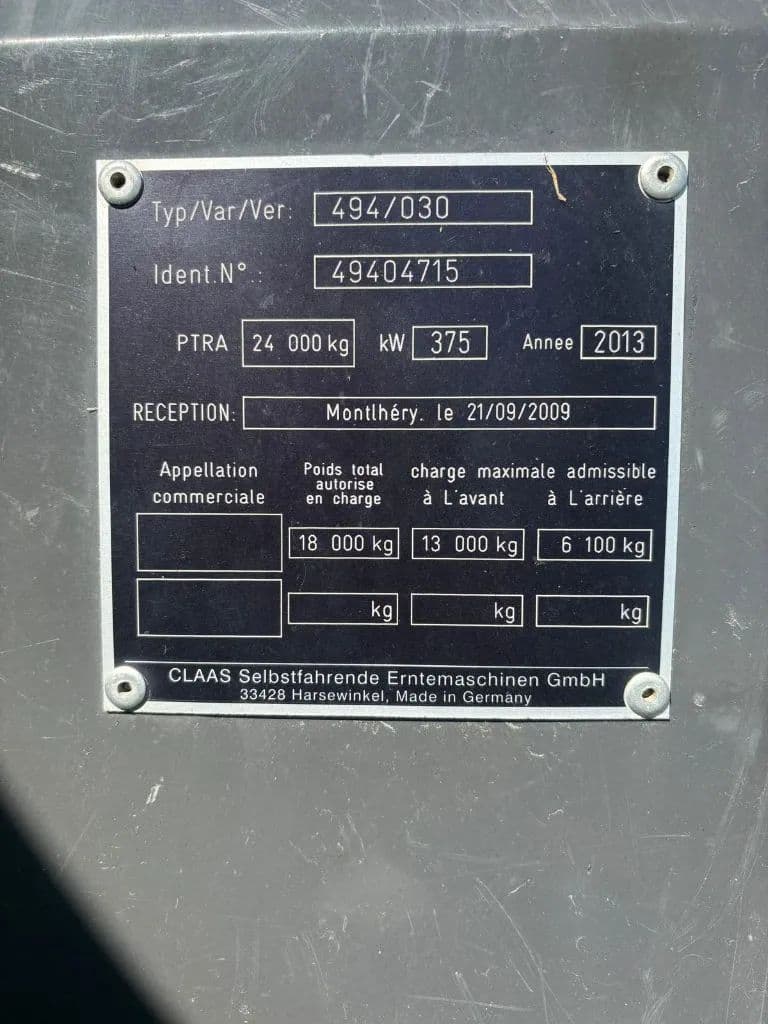 Typ/Var/Ver: 494/030
Ident.N°.: 49404715
PTRA 24 000 kg kW 375 Annee 2013
RECEPTION: Montlhéry. le 21/09/2009
Appellation commerciale
Poids total autorise en charge
charge maximale admissible
à L'avant à L'arrière
18 000 kg 13 000 kg 6 100 kg
kg kg kg
CLAAS Selbstfahrende Erntemaschinen GmbH
33428 Harsewinkel, Made in Germany